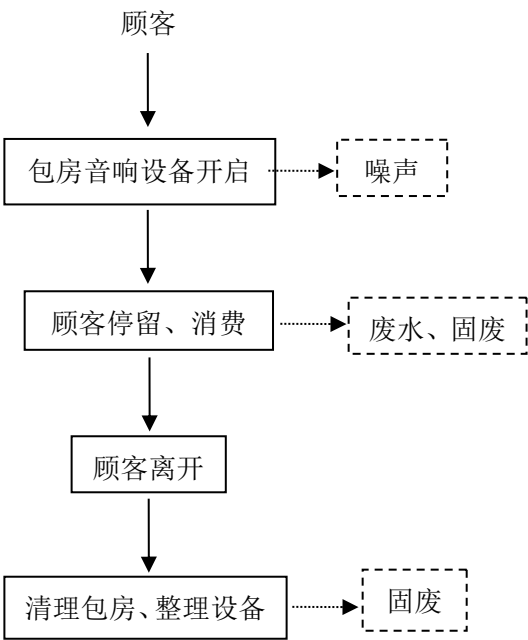 顾客
包房音响设备开启
噪声
顾客停留、消费
废水、固废
顾客离开
清理包房、整理设备
固废